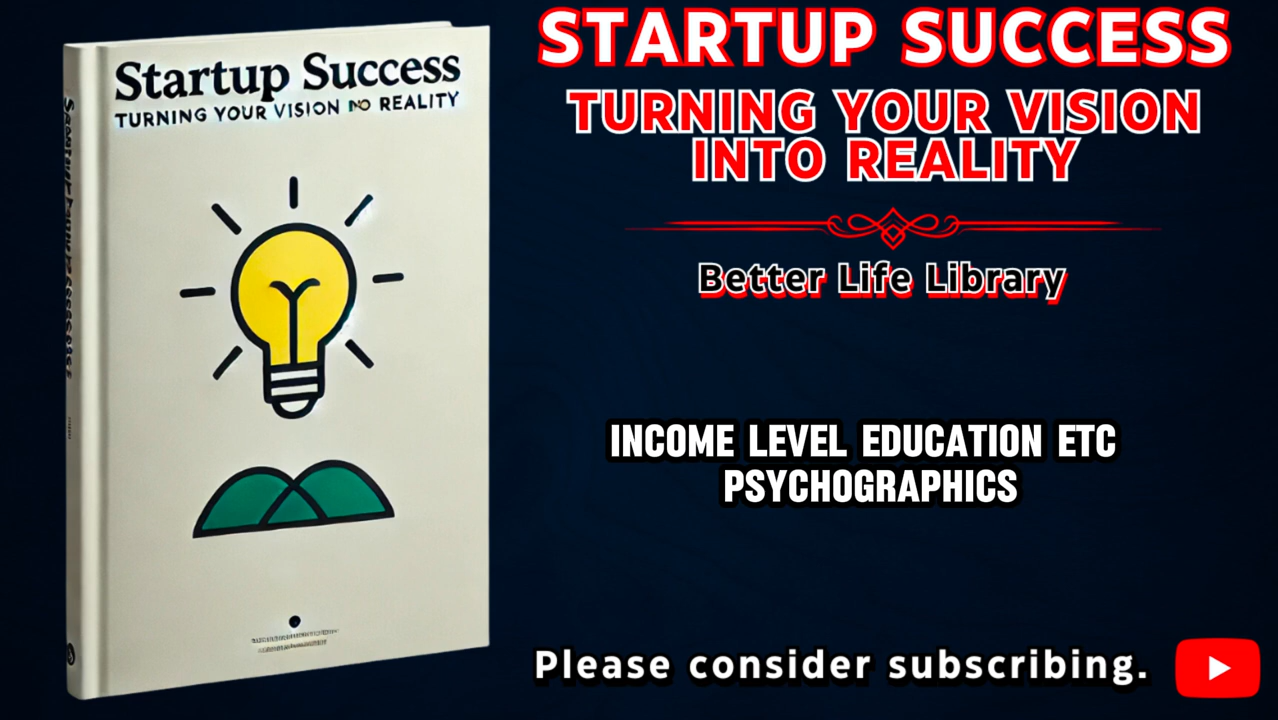 Startup Success
TURNING YOUR VISION NO REALITY
STARTUP SUCCESS
TURNING YOUR VISION
INTO REALITY
Better Life Library
INCOME LEVEL EDUCATION ETC
PSYCHOGRAPHICS
Please consider subscribing.